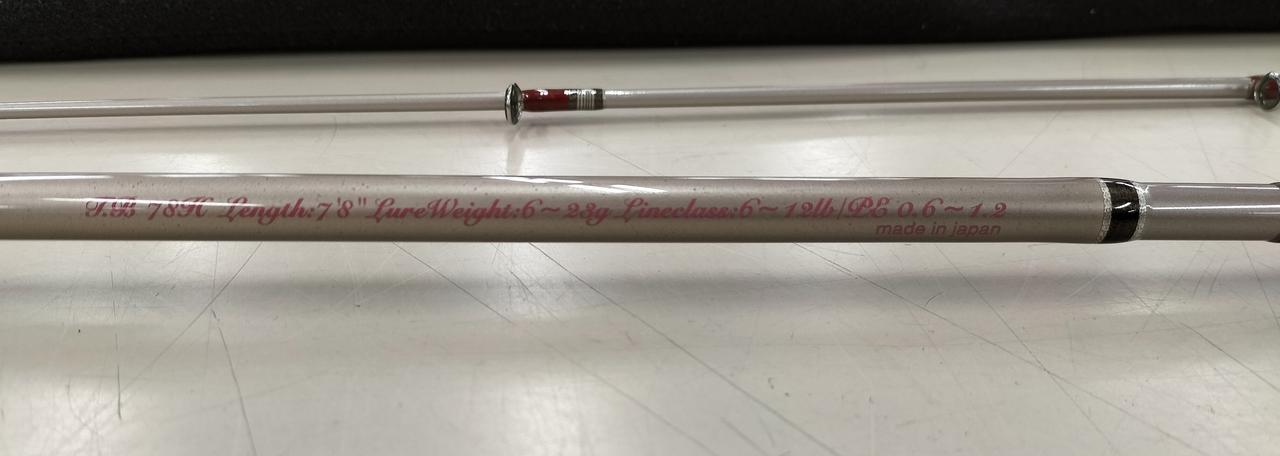 T.B 78H Length:7'8" LureWeight:6~23g Lineclass:6~12lb/PE 0.6~1.2
made in japan